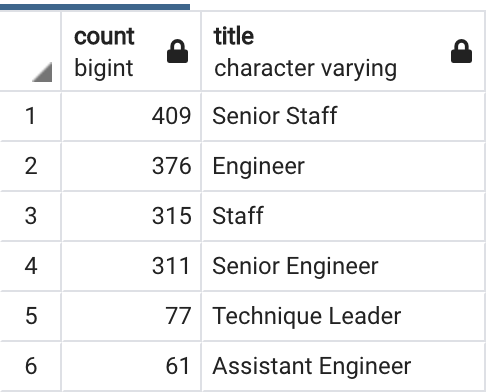 count title
bigint character varying
1 409 Senior Staff
2 376 Engineer
3 315 Staff
4 311 Senior Engineer
5 77 Technique Leader
6 61 Assistant Engineer